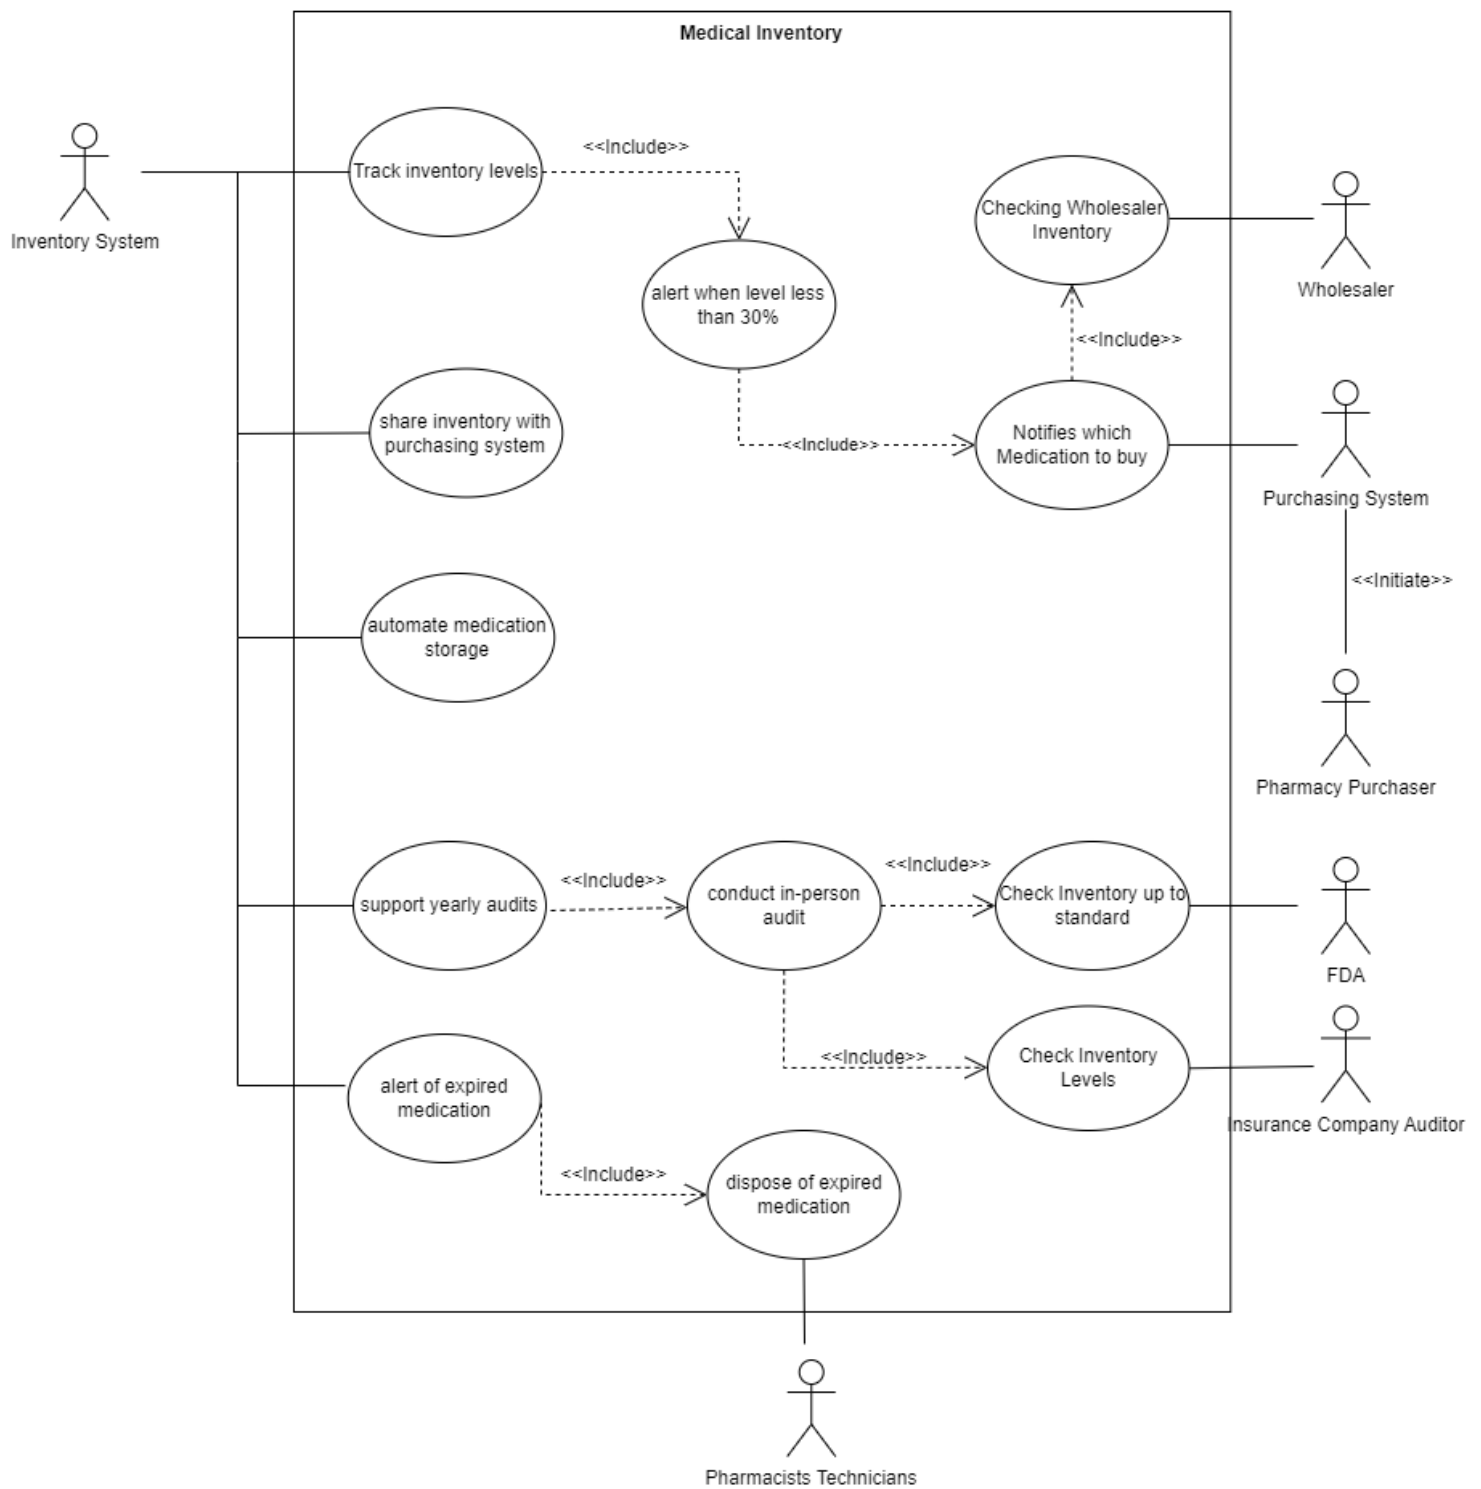 Medical Inventory
<<Include>>
Track inventory levels
Inventory System
Checking Wholesaler
Inventory
Wholesaler
alert when level less
than 30%
<<Include>>
share inventory with
purchasing system
<<Include>>
Notifies which
Medication to buy
Purchasing System
<<Initiate>>
automate medication
storage
Pharmacy Purchaser
support yearly audits
<<Include>>
conduct in-person
audit
<<Include>>
Check Inventory up to
standard
FDA
<<Include>>
Check Inventory
Levels
Insurance Company Auditor
alert of expired
medication
<<Include>>
dispose of expired
medication
Pharmacists Technicians